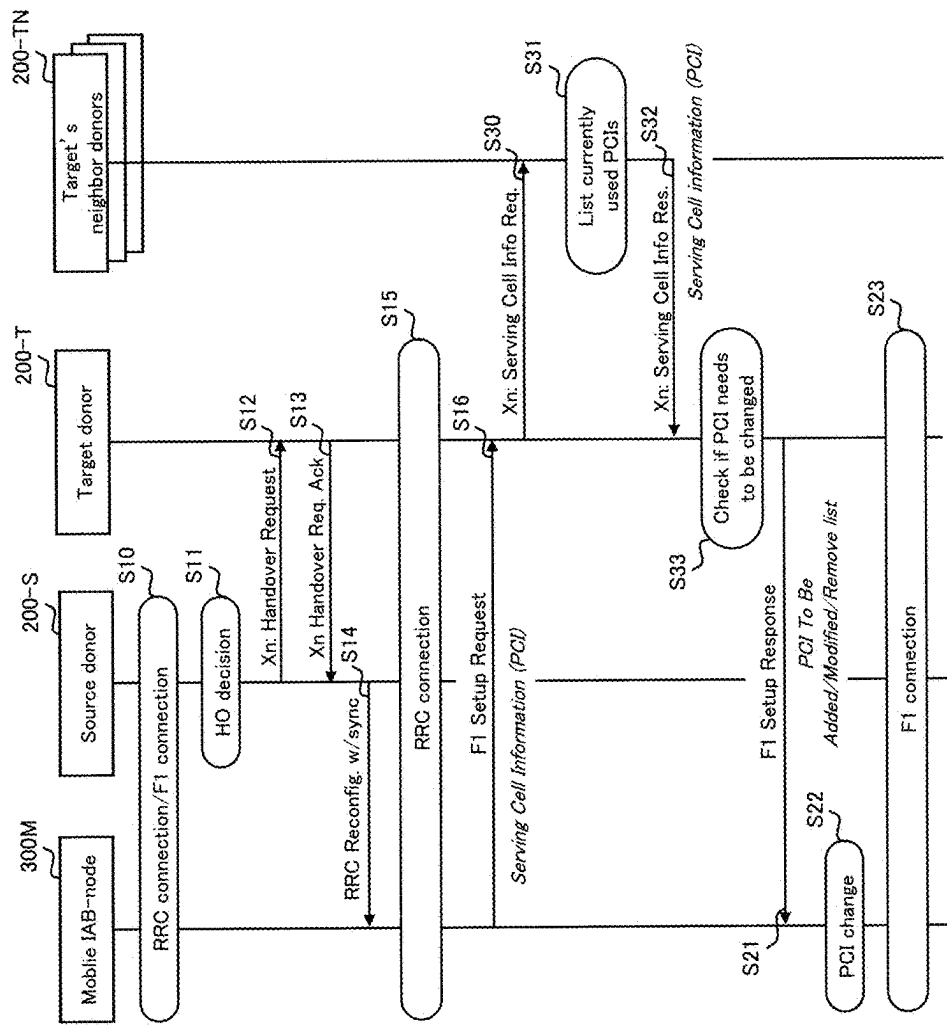 300M
Moblie IAB-node
200-S
Source donor
200-T
Target donor
200-TN
Target's
neighbor donors
S10
RRC connection/F1 connection
S11
HO decision
Xn: Handover Request
S12
Xn Handover Req. Ack
S13
RRC Reconfig. w/sync
S14
S15
RRC connection
F1 Setup Request
S16
Serving Cell Information (PCI)
Xn: Serving Cell Info Req.
S30
S31
List currently
used PCIs
Xn: Serving Cell Info Res.
S32
Serving Cell information (PCI)
S33
Check if PCI needs
to be changed
S21
F1 Setup Response
PCI To Be
Added/Modified/Remove list
S22
PCI change
S23
F1 connection